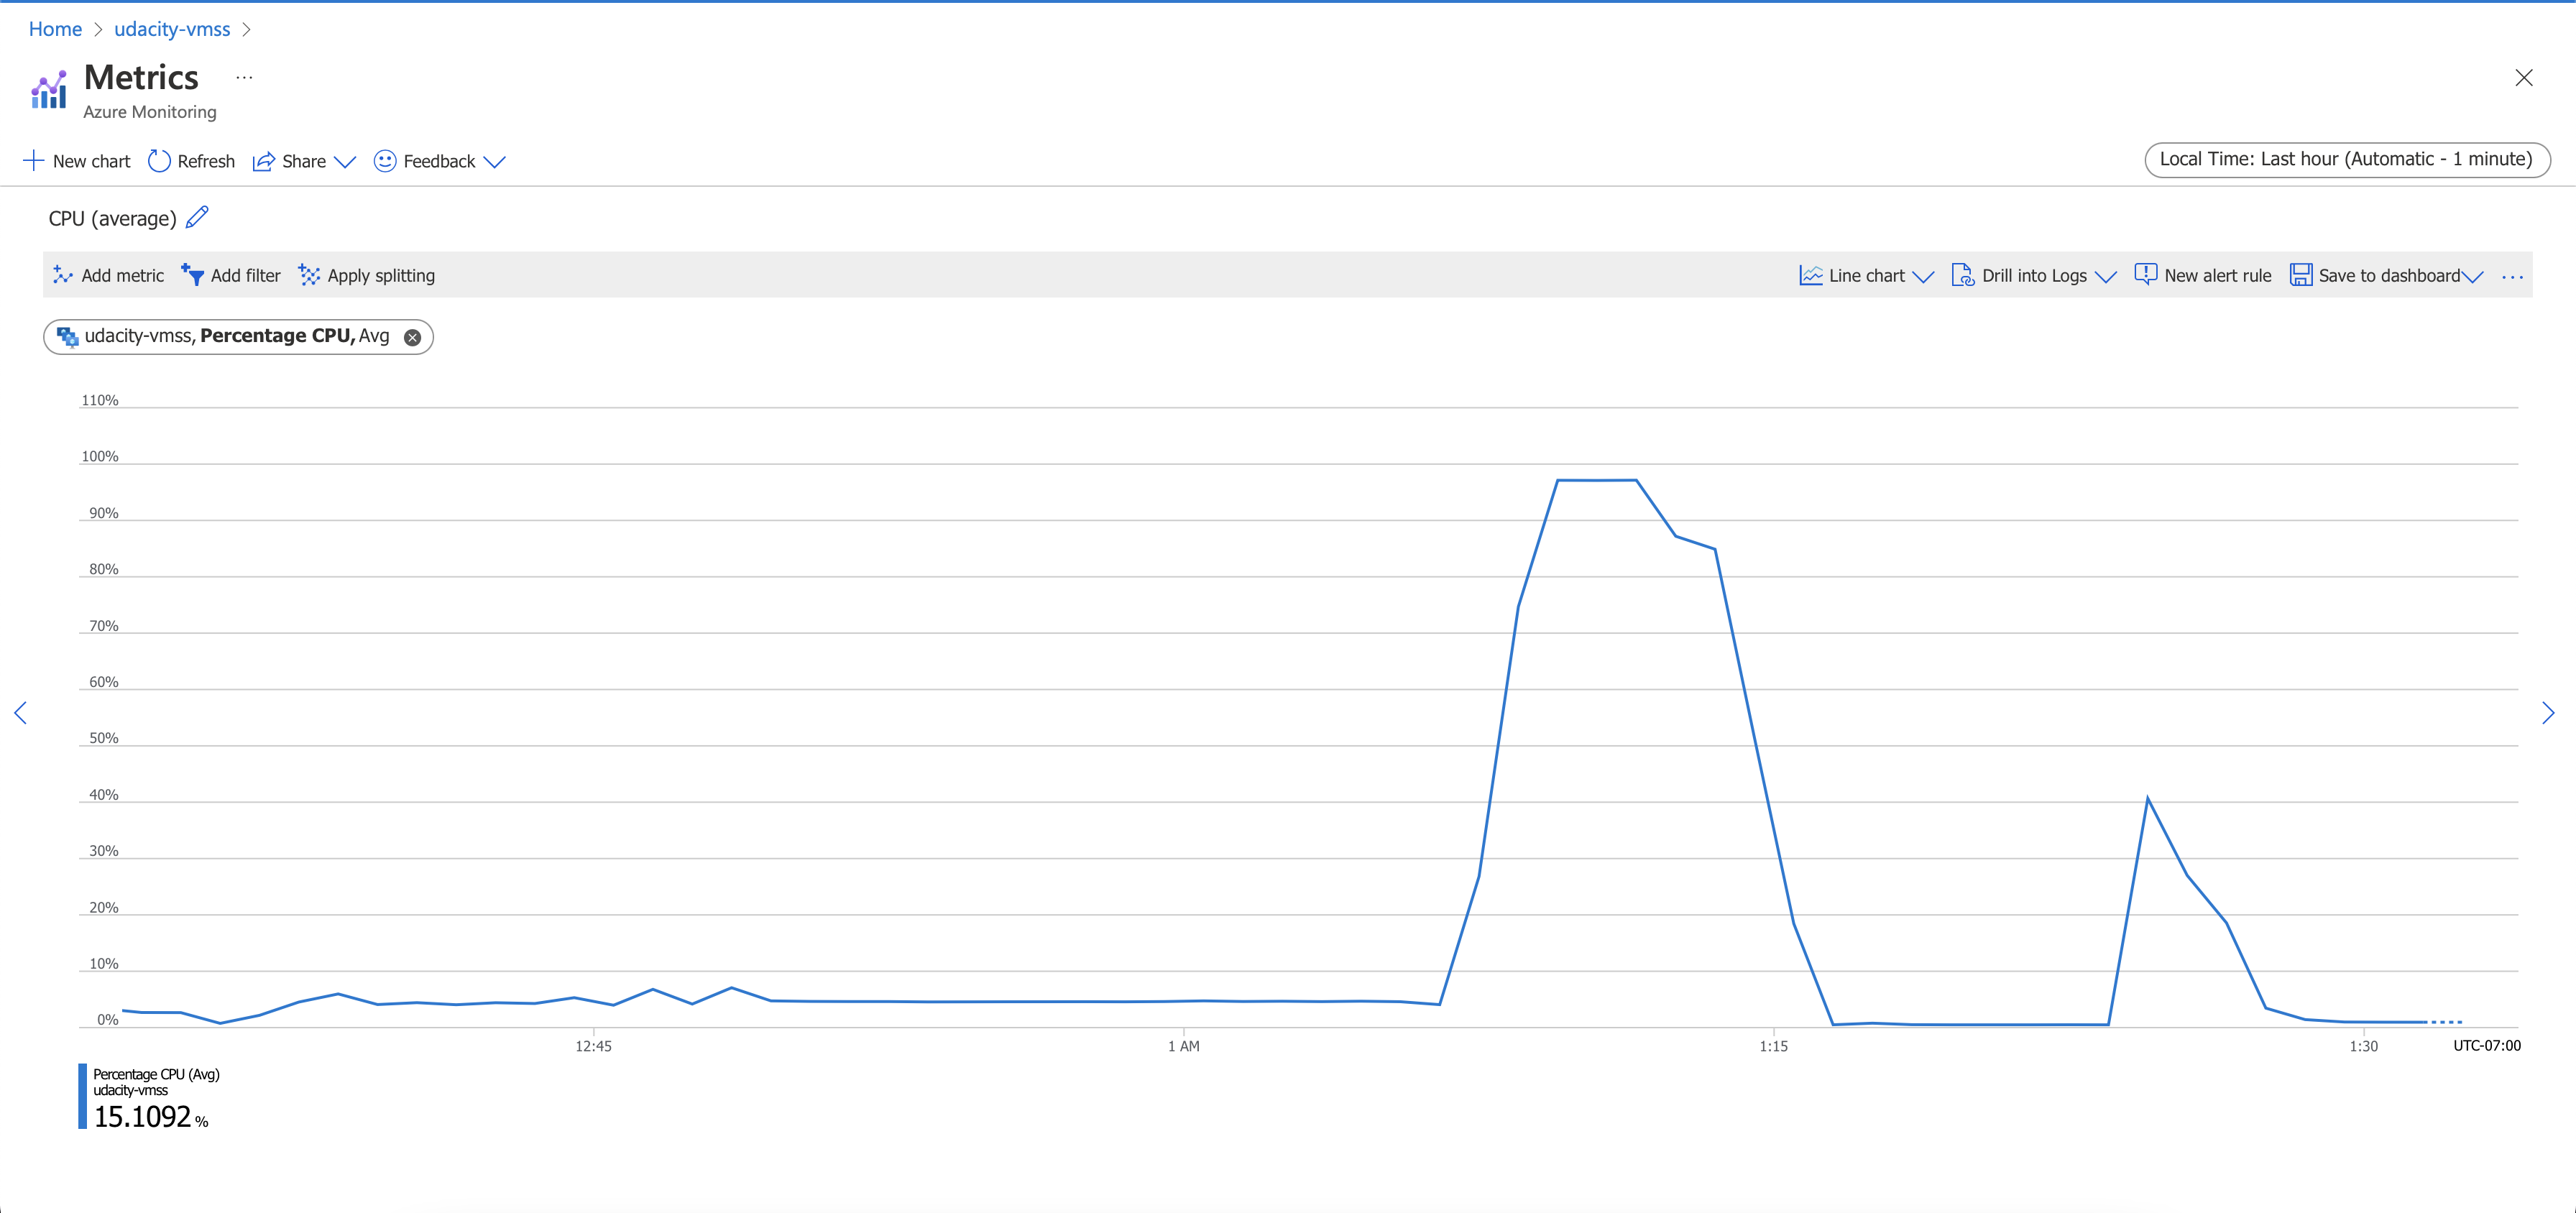 Home > udacity-vmss >
Metrics ...
Azure Monitoring
New chart Refresh Share Feedback
Local Time: Last hour (Automatic - 1 minute)
CPU (average)
Add metric Add filter Apply splitting
Line chart Drill into Logs New alert rule Save to dashboard ...
udacity-vmss, Percentage CPU, Avg
110%
100%
90%
80%
70%
60%
50%
40%
30%
20%
10%
0%
12:45 1 AM 1:15 1:30 UTC-07:00
Percentage CPU (Avg)
udacity-vmss
15.1092 %